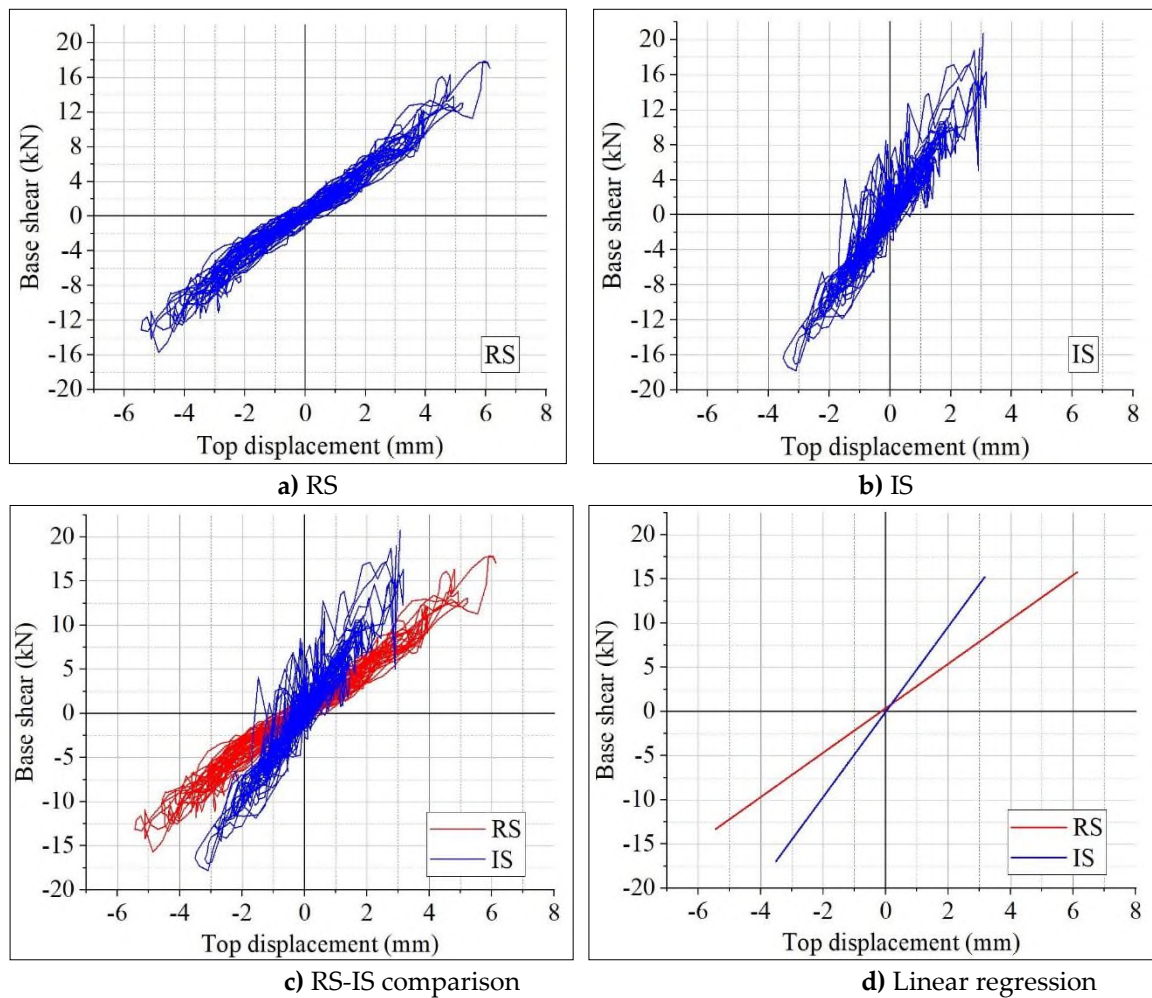 20
16
12
8
4
0
-4
-8
-12
-16
-20
Base shear (kN)
RS
-6 -4 -2 0 2 4 6 8
Top displacement (mm)
a) RS
20
16
12
8
4
0
-4
-8
-12
-16
-20
Base shear (kN)
IS
-6 -4 -2 0 2 4 6 8
Top displacement (mm)
b) IS
20
15
10
5
0
-5
-10
-15
-20
Base shear (kN)
RS
IS
-6 -4 -2 0 2 4 6 8
Top displacement (mm)
c) RS-IS comparison
20
15
10
5
0
-5
-10
-15
-20
Base shear (kN)
RS
IS
-6 -4 -2 0 2 4 6 8
Top displacement (mm)
d) Linear regression